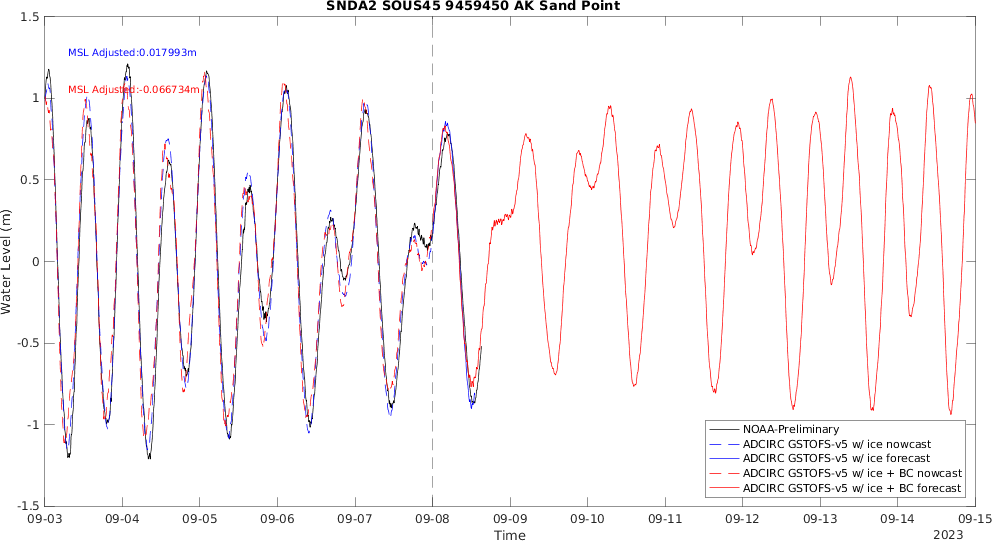 SNDA2 SOUS45 9459450 AK Sand Point
MSL Adjusted:0.017993m
MSL Adjusted:-0.066734m
Water Level (m)
1.5
1
0.5
0
-0.5
-1
-1.5
NOAA-Preliminary
ADCIRC GSTOFS-v5 w/ ice nowcast
ADCIRC GSTOFS-v5 w/ ice forecast
ADCIRC GSTOFS-v5 w/ ice + BC nowcast
ADCIRC GSTOFS-v5 w/ ice + BC forecast
09-03 09-04 09-05 09-06 09-07 09-08 09-09 09-10 09-11 09-12 09-13 09-14 09-15
Time
2023